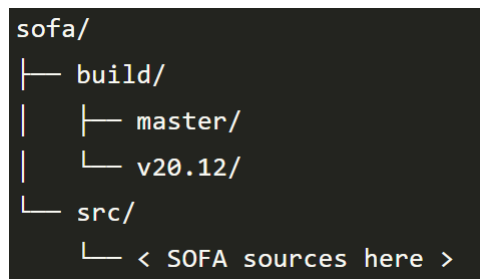 sofa/
├── build/
│   ├── master/
│   └── v20.12/
└── src/
    └── < SOFA sources here >